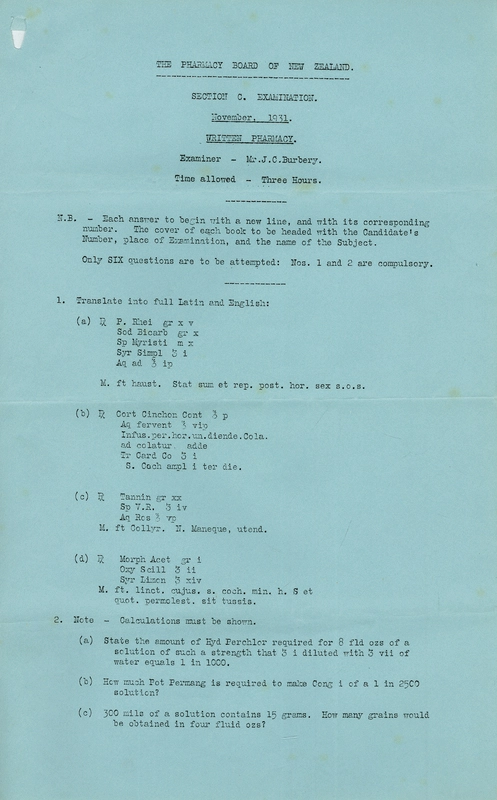 THE PHARMACY BOARD OF NEW ZEALAND.
SECTION C. EXAMINATION.
November, 1931.
WRITTEN PHARMACY.
Examiner - Mr.J.C.Burbery.
Time allowed - Three Hours.
N.B. - Each answer to begin with a new line, and with its corresponding
number. The cover of each book to be headed with the Candidate's
Number, place of Examination, and the name of the Subject.
Only SIX questions are to be attempted: Nos. 1 and 2 are compulsory.
1. Translate into full Latin and English:
(a) ℞ P. Rhei gr x v
Sod Bicarb gr x
Sp Myristi m x
Syr Simpl ʒ i
Aq ad ʒ ip
M. ft haust. Stat sum et rep. post. hor. sex s.o.s.
(b) ℞ Cort Cinchon Cont ʒ p
Aq fervent ʒ vip
Infus.per.hor.un.diende.Cola.
ad colatur. adde
Tr Card Co ʒ i
S. Coch ampl i ter die.
(c) ℞ Tannin gr xx
Sp V.R. ʒ iv
Aq Ros ʒ vp
M. ft Collyr. N. Maneque, utend.
(d) ℞ Morph Acet gr i
Oxy Scill ʒ ii
Syr Limon ʒ xiv
M. ft. linct. cujus. s. coch. min. h. S et
quot. permolest. sit tussis.
2. Note - Calculations must be shown.
(a) State the amount of Hyd Perchlor required for 8 fld ozs of a
solution of such a strength that ʒ i diluted with ʒ vii of
water equals 1 in 1000.
(b) How much Pot Permang is required to make Cong i of a 1 in 2500
solution?
(c) 300 mils of a solution contains 15 grams. How many grains would
be obtained in four fluid ozs?